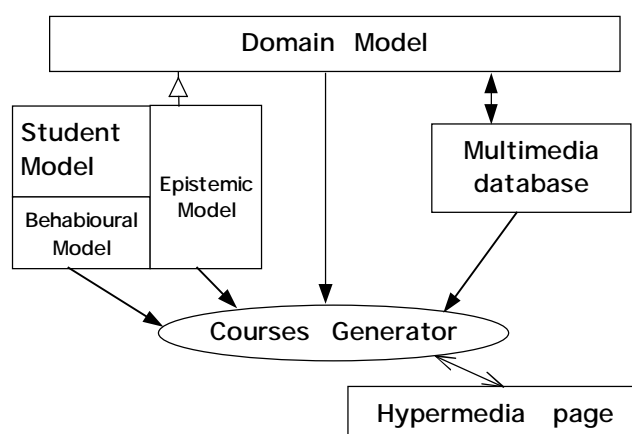 Domain Model
Student
Model
Epistemic
Model
Behabioural
Model
Multimedia
database
Courses Generator
Hypermedia page